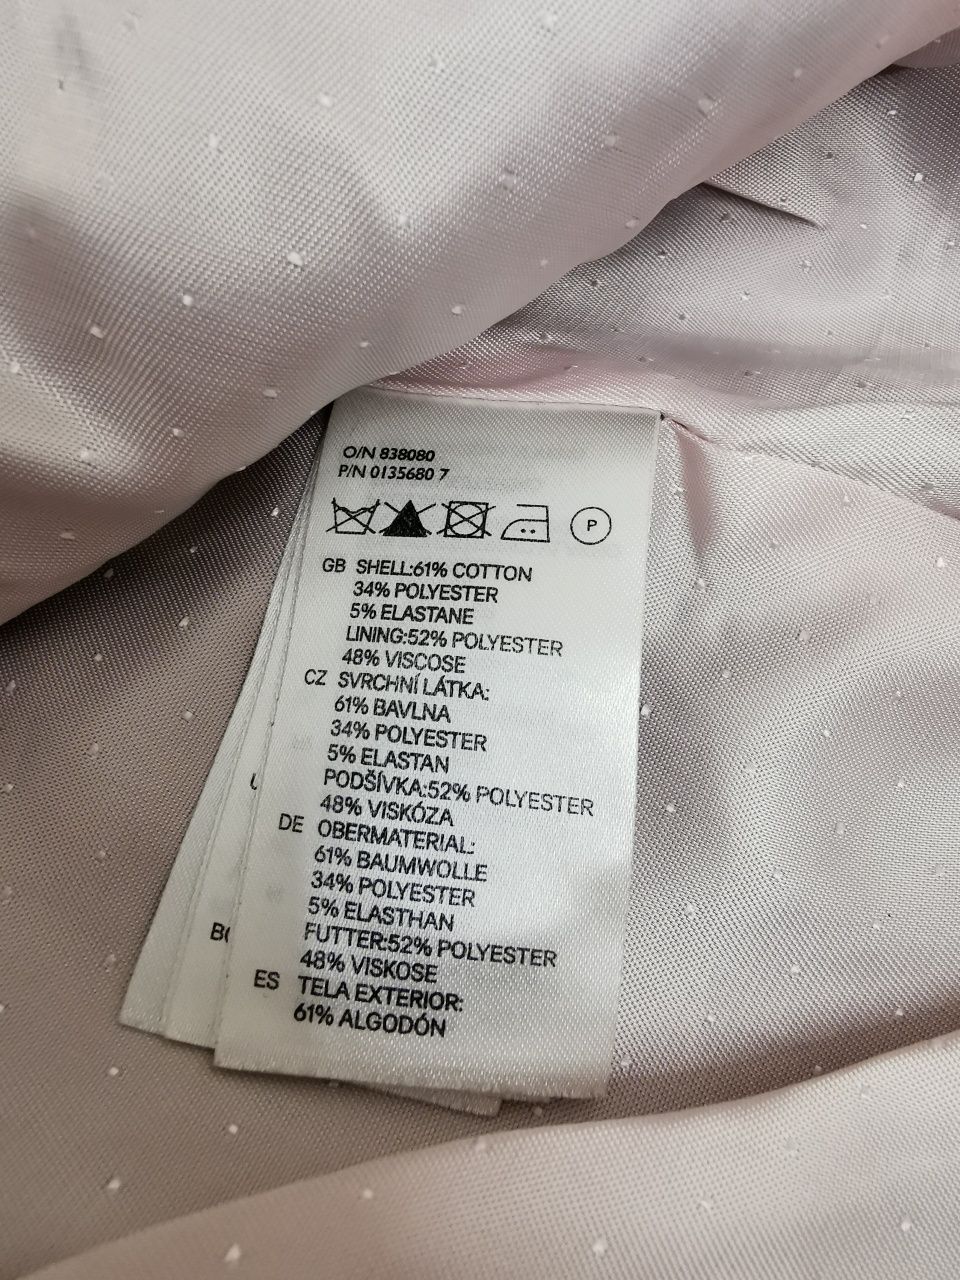 O/N 838080
P/N 0135680 7
P
GB SHELL:61% COTTON
34% POLYESTER
5% ELASTANE
LINING:52% POLYESTER
48% VISCOSE
CZ SVRCHNÍ LÁTKA:
61% BAVLNA
34% POLYESTER
5% ELASTAN
PODŠÍVKA:52% POLYESTER
48% VISKÓZA
DE OBERMATERIAL:
61% BAUMWOLLE
34% POLYESTER
5% ELASTHAN
FUTTER:52% POLYESTER
48% VISKOSE
ES TELA EXTERIOR:
61% ALGODÓN